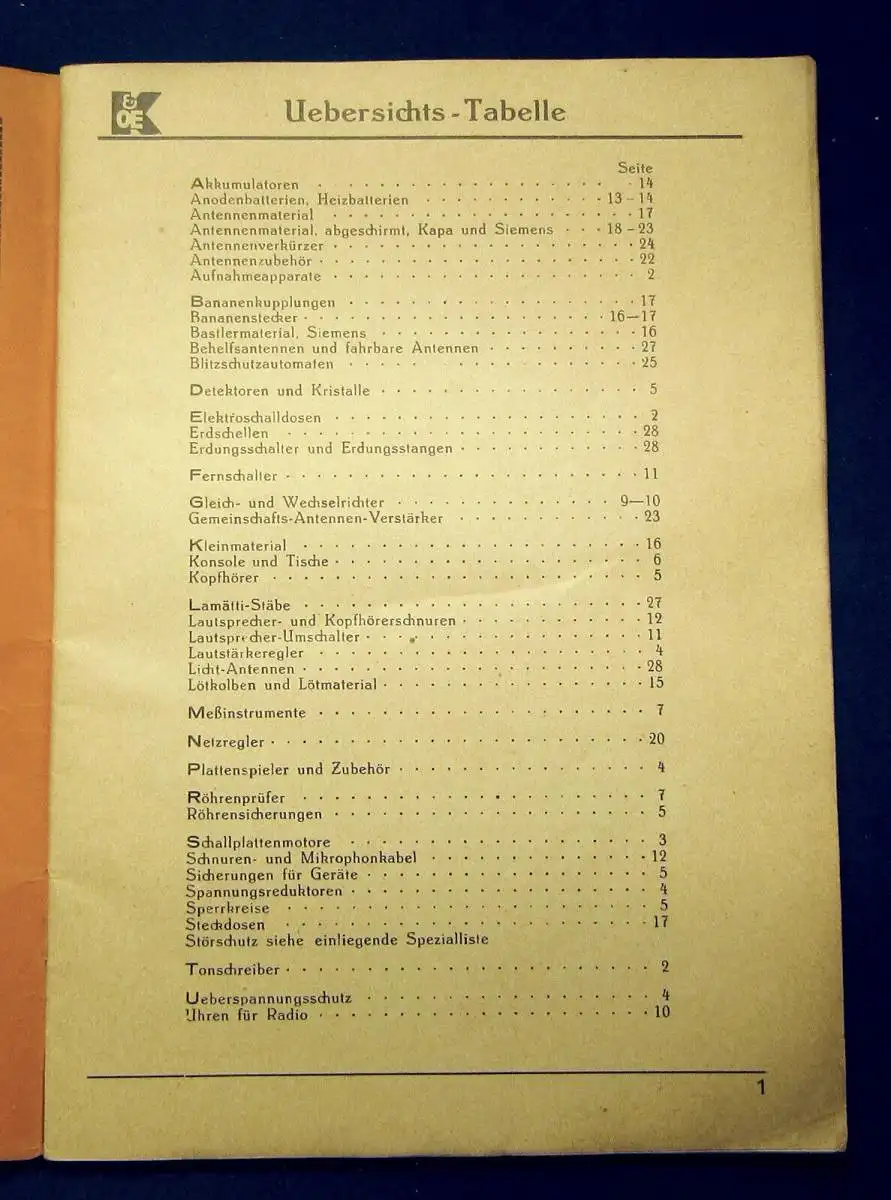 & K OE
Uebersichts-Tabelle
Seite
Akkumulatoren 14
Anodenbatterien, Heizbatterien 13-14
Antennenmaterial 17
Antennenmaterial, abgeschirmt, Kapa und Siemens 18-23
Antennenverkürzer 24
Antennenzubehör 22
Aufnahmeapparate 2
Bananenkupplungen 17
Bananenstecker 16—17
Bastlermaterial, Siemens 16
Behelfsantennen und fahrbare Antennen 27
Blitzschutzautomaten 25
Detektoren und Kristalle 5
Elektroschalldosen 2
Erdschellen 28
Erdungsschalter und Erdungsstangen 28
Fernschalter 11
Gleich- und Wechselrichter 9—10
Gemeinschafts-Antennen-Verstärker 23
Kleinmaterial 16
Konsole und Tische 6
Kopfhörer 5
Lamätti-Stäbe 27
Lautsprecher- und Kopfhörerschnuren 12
Lautsprecher-Umschalter 11
Lautstärkeregler 4
Licht-Antennen 28
Lötkolben und Lötmaterial 15
Meßinstrumente 7
Netzregler 20
Plattenspieler und Zubehör 4
Röhrenprüfer 7
Röhrensicherungen 5
Schallplattenmotore 3
Schnuren- und Mikrophonkabel 12
Sicherungen für Geräte 5
Spannungsreduktoren 4
Sperrkreise 5
Steckdosen 17
Störschutz siehe einliegende Spezialliste
Tonschreiber 2
Ueberspannungsschutz 4
Uhren für Radio 10
1